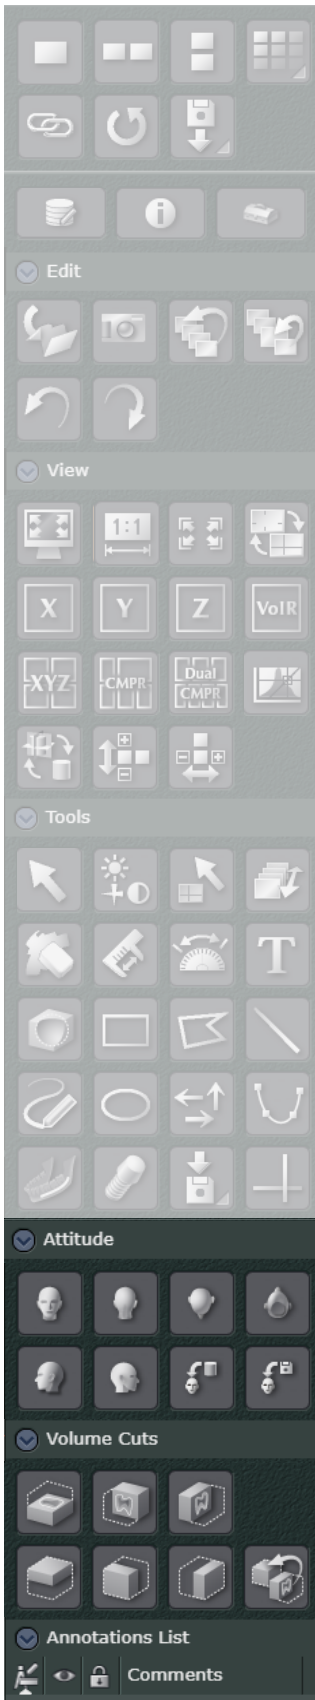 Edit
View
1:1
X Y Z VolR
XYZ CMPR Dual CMPR
Tools
T
Attitude
Volume Cuts
Annotations List
Comments